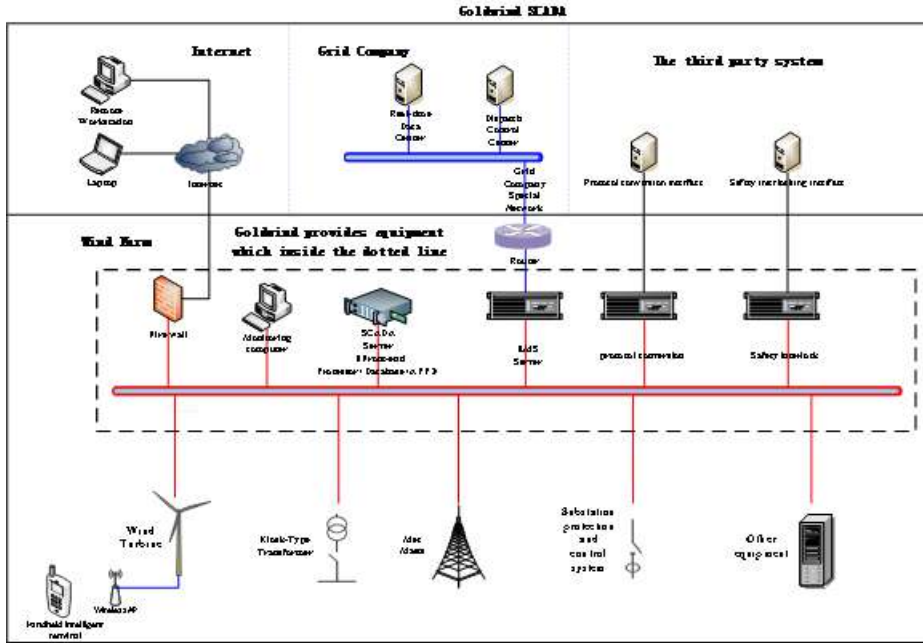 Goldwind SCADA
Internet
Grid Company
The third party system
Remote
Workstation
Real-time
Data
Center
Dispatch
Control
Center
Laptop
Internet
Grid
Company
Special
Network
Protocol conversion interface
Safety interlocking interface
Wind Farm
Goldwind provides equipment
which inside the dotted line
Router
Firewall
Monitoring
computer
SCADA
Server
EMS
Server
protocol conversion
Safety interlock
Wind
Turbine
Kiosk-Type
Transformer
Met
Mast
Substation
protection
and
control
system
Other
equipment
Wireless AP
Handheld intelligent
terminal